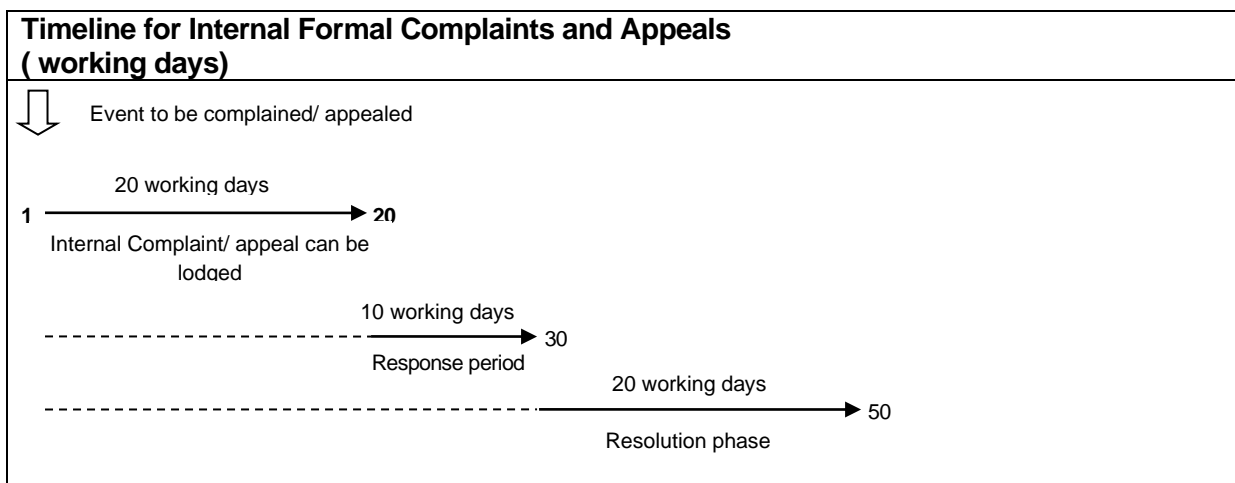 Timeline for Internal Formal Complaints and Appeals
( working days)
Event to be complained/ appealed
20 working days
1 20
Internal Complaint/ appeal can be
lodged
10 working days
30
Response period
20 working days
50
Resolution phase